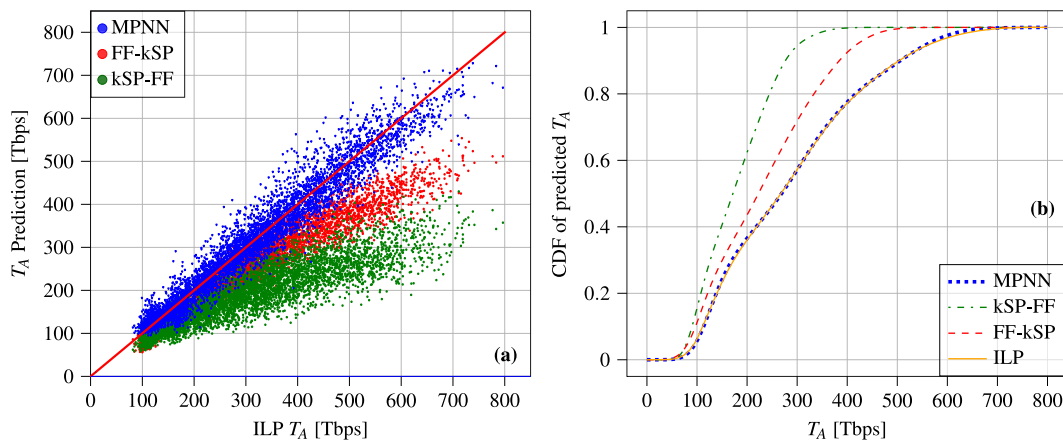 MPNN
FF-kSP
kSP-FF
800
700
600
500
400
300
200
100
0
T_A Prediction [Tbps]
(a)
0 100 200 300 400 500 600 700 800
ILP T_A [Tbps]
1
0.8
0.6
0.4
0.2
0
CDF of predicted T_A
(b)
MPNN
kSP-FF
FF-kSP
ILP
0 100 200 300 400 500 600 700 800
T_A [Tbps]